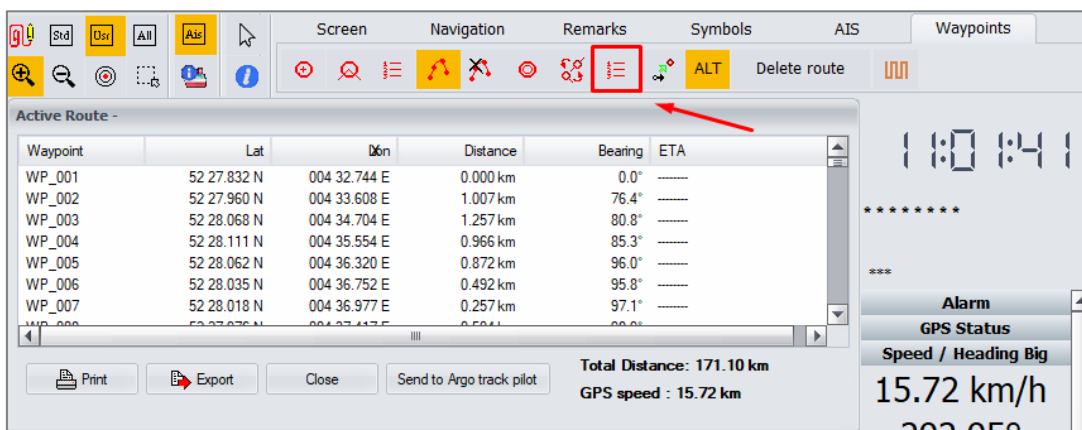 Std Usr All Ais
Screen Navigation Remarks Symbols AIS Waypoints
ALT Delete route
Active Route -
Waypoint Lat Lon Distance Bearing ETA
WP_001 52 27.832 N 004 32.744 E 0.000 km 0.0° --------
WP_002 52 27.960 N 004 33.608 E 1.007 km 76.4° --------
WP_003 52 28.068 N 004 34.704 E 1.257 km 80.8° --------
WP_004 52 28.111 N 004 35.554 E 0.966 km 85.3° --------
WP_005 52 28.062 N 004 36.320 E 0.872 km 96.0° --------
WP_006 52 28.035 N 004 36.752 E 0.492 km 95.8° --------
WP_007 52 28.018 N 004 36.977 E 0.257 km 97.1° --------
Print Export Close Send to Argo track pilot
Total Distance: 171.10 km
GPS speed : 15.72 km
11:01:41
********
***
Alarm
GPS Status
Speed / Heading Big
15.72 km/h